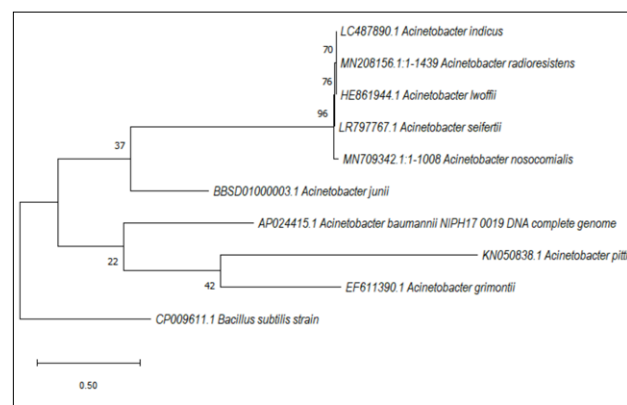 LC487890.1 Acinetobacter indicus
70
MN208156.1:1-1439 Acinetobacter radioresistens
76
HE861944.1 Acinetobacter lwoffii
96
LR797767.1 Acinetobacter seifertii
37
MN709342.1:1-1008 Acinetobacter nosocomialis
BBSD01000003.1 Acinetobacter junii
AP024415.1 Acinetobacter baumannii NIPH17 0019 DNA complete genome
KN050838.1 Acinetobacter pitti
22
42
EF611390.1 Acinetobacter grimontii
CP009611.1 Bacillus subtilis strain
0.50